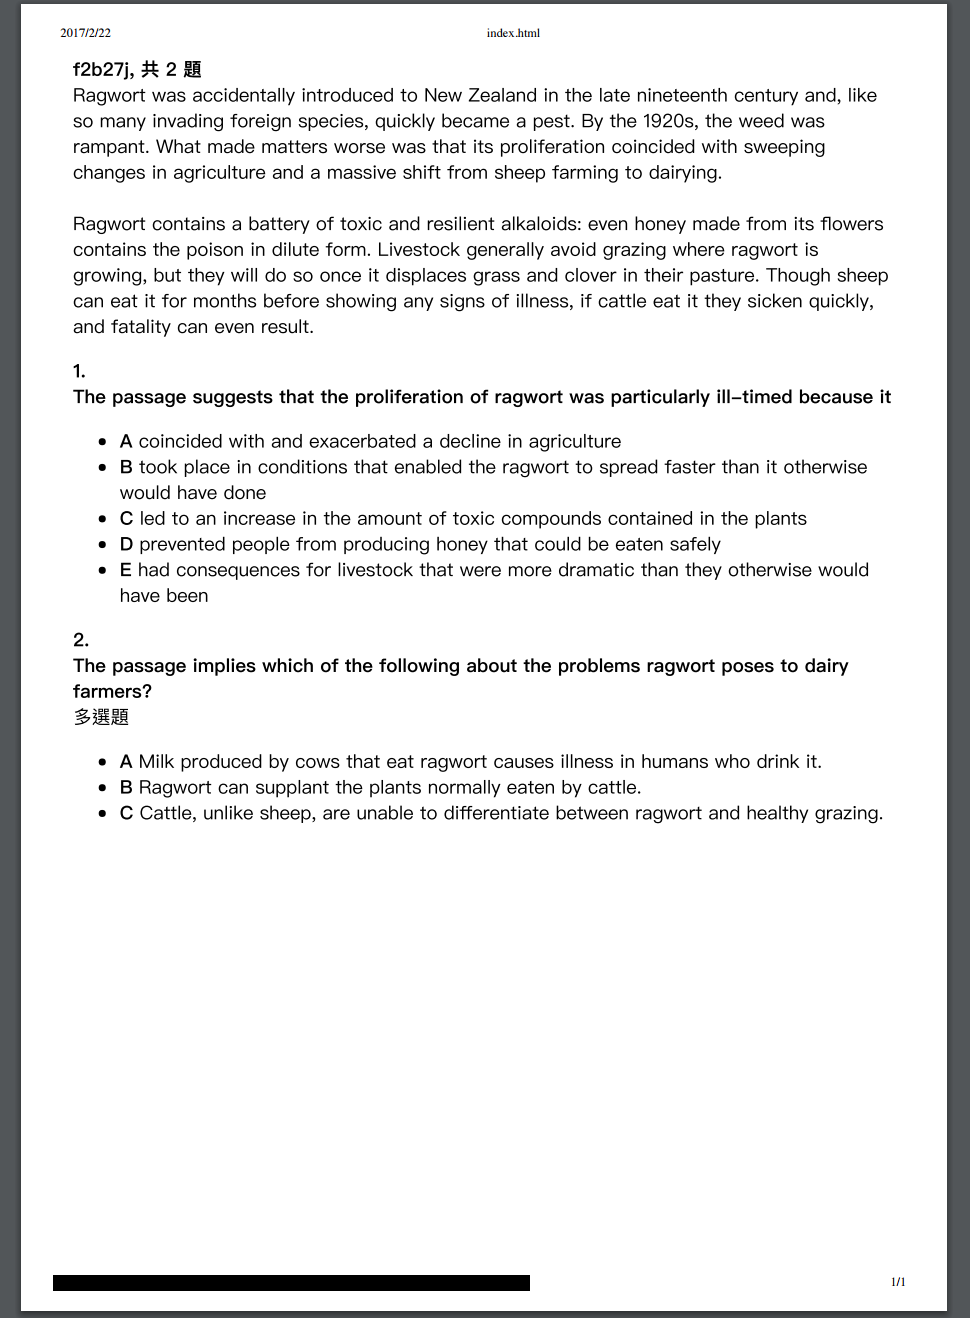 2017/2/22
index.html
f2b27j, 共 2 題
Ragwort was accidentally introduced to New Zealand in the late nineteenth century and, like
so many invading foreign species, quickly became a pest. By the 1920s, the weed was
rampant. What made matters worse was that its proliferation coincided with sweeping
changes in agriculture and a massive shift from sheep farming to dairying.
Ragwort contains a battery of toxic and resilient alkaloids: even honey made from its flowers
contains the poison in dilute form. Livestock generally avoid grazing where ragwort is
growing, but they will do so once it displaces grass and clover in their pasture. Though sheep
can eat it for months before showing any signs of illness, if cattle eat it they sicken quickly,
and fatality can even result.
1.
The passage suggests that the proliferation of ragwort was particularly ill–timed because it
• A coincided with and exacerbated a decline in agriculture
• B took place in conditions that enabled the ragwort to spread faster than it otherwise
would have done
• C led to an increase in the amount of toxic compounds contained in the plants
• D prevented people from producing honey that could be eaten safely
• E had consequences for livestock that were more dramatic than they otherwise would
have been
2.
The passage implies which of the following about the problems ragwort poses to dairy
farmers?
多選題
• A Milk produced by cows that eat ragwort causes illness in humans who drink it.
• B Ragwort can supplant the plants normally eaten by cattle.
• C Cattle, unlike sheep, are unable to differentiate between ragwort and healthy grazing.
1/1